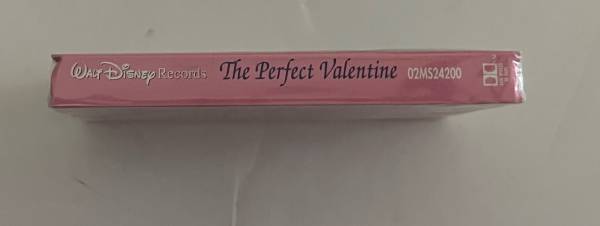 WALT DISNEY Records The Perfect Valentine 02MS24200